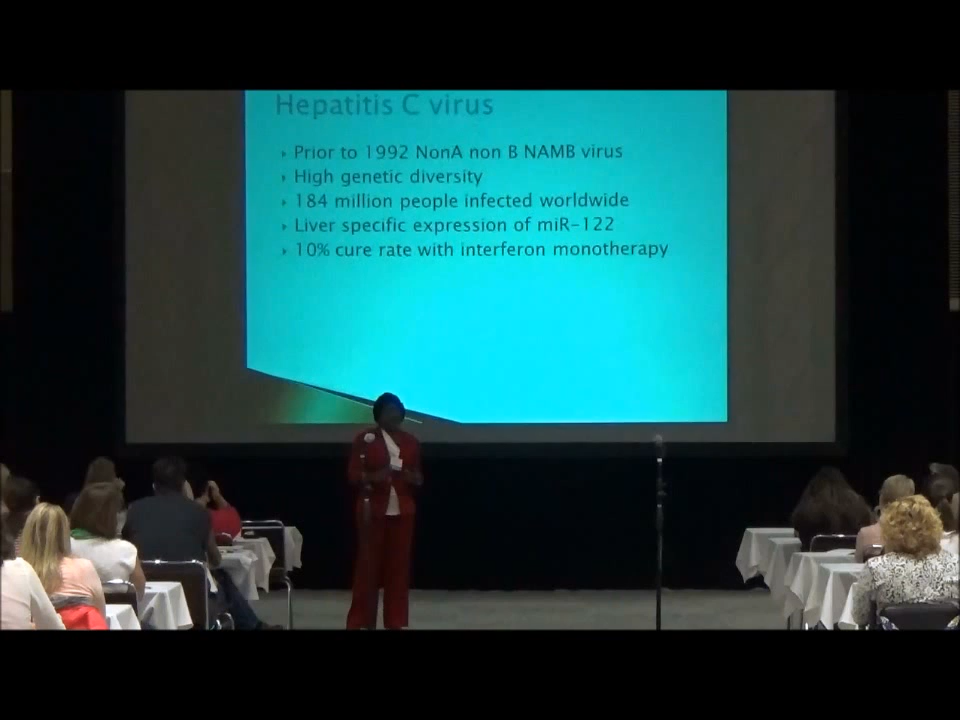 Hepatitis C virus
Prior to 1992 NonA non B NAMB virus
High genetic diversity
184 million people infected worldwide
Liver specific expression of miR-122
10% cure rate with interferon monotherapy